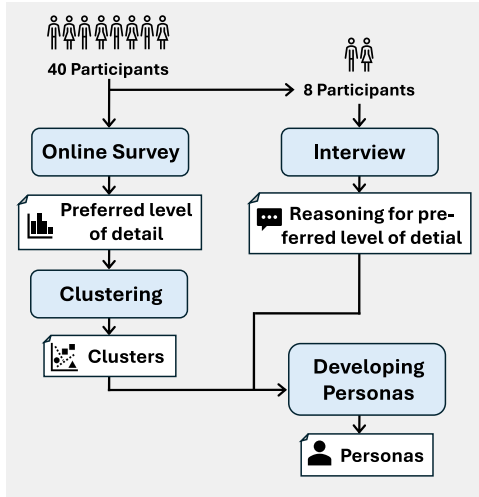 40 Participants
8 Participants
Online Survey
Interview
Preferred level
of detail
Reasoning for pre-
ferred level of detial
Clustering
Clusters
Developing
Personas
Personas